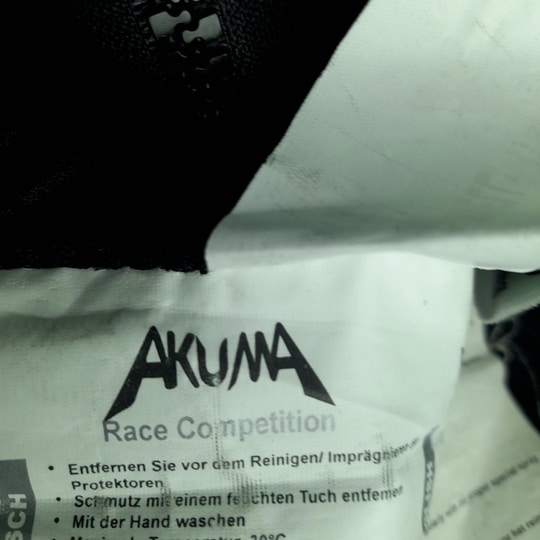 AKUMA
Race Competition
• Entfernen Sie vor dem Reinigen/ Imprägnieren
Protektoren
• Schmutz mit einem feuchten Tuch entfernen
• Mit der Hand waschen
SCH